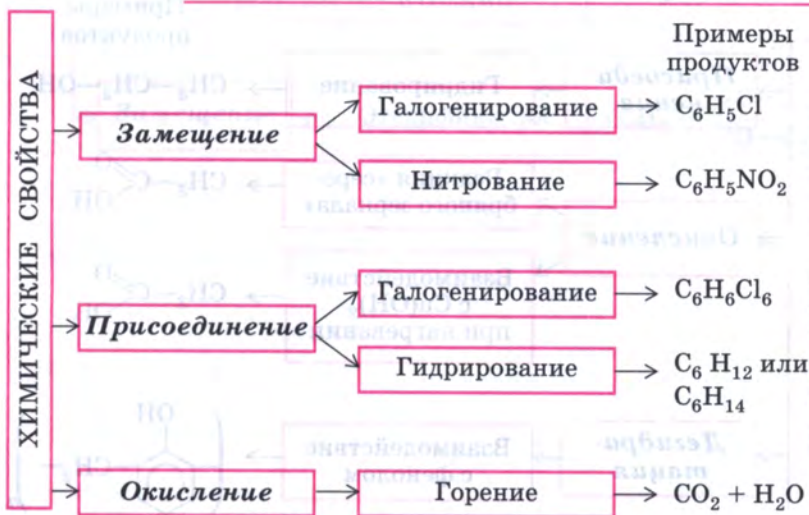 Примеры
продуктов
ХИМИЧЕСКИЕ СВОЙСТВА
Замещение
Галогенирование
C₆H₅Cl
Нитрование
C₆H₅NO₂
Присоединение
Галогенирование
C₆H₆Cl₆
Гидрирование
C₆ H₁₂ или
C₆H₁₄
Окисление
Горение
CO₂ + H₂O